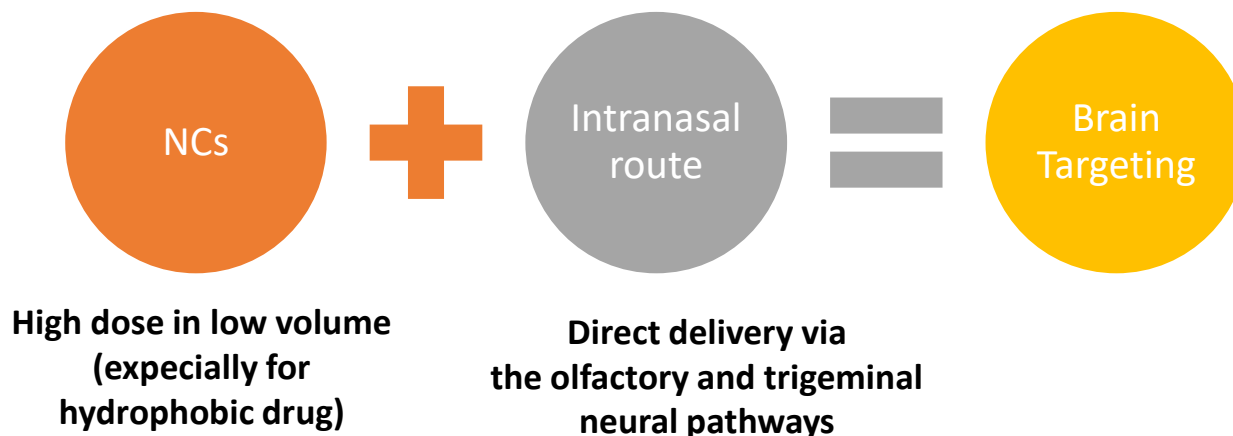 NCs
Intranasal
route
Brain
Targeting
High dose in low volume
(expecially for
hydrophobic drug)
Direct delivery via
the olfactory and trigeminal
neural pathways